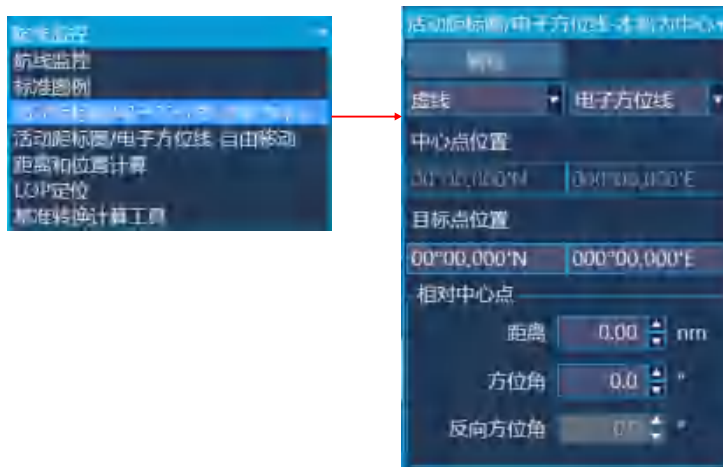 航线监控
航线监控
标准图例
活动距标圈/电子方位线 自由移动
距离和位置计算
LOP定位
基准转换计算工具
活动距标圈/电子方位线-本船为中心
虚线 电子方位线
中心点位置
00°00.000'N 000°00.000'E
目标点位置
00°00.000'N 000°00.000'E
相对中心点
距离 0.00 nm
方位角 0.0 °
反向方位角 0.0 °